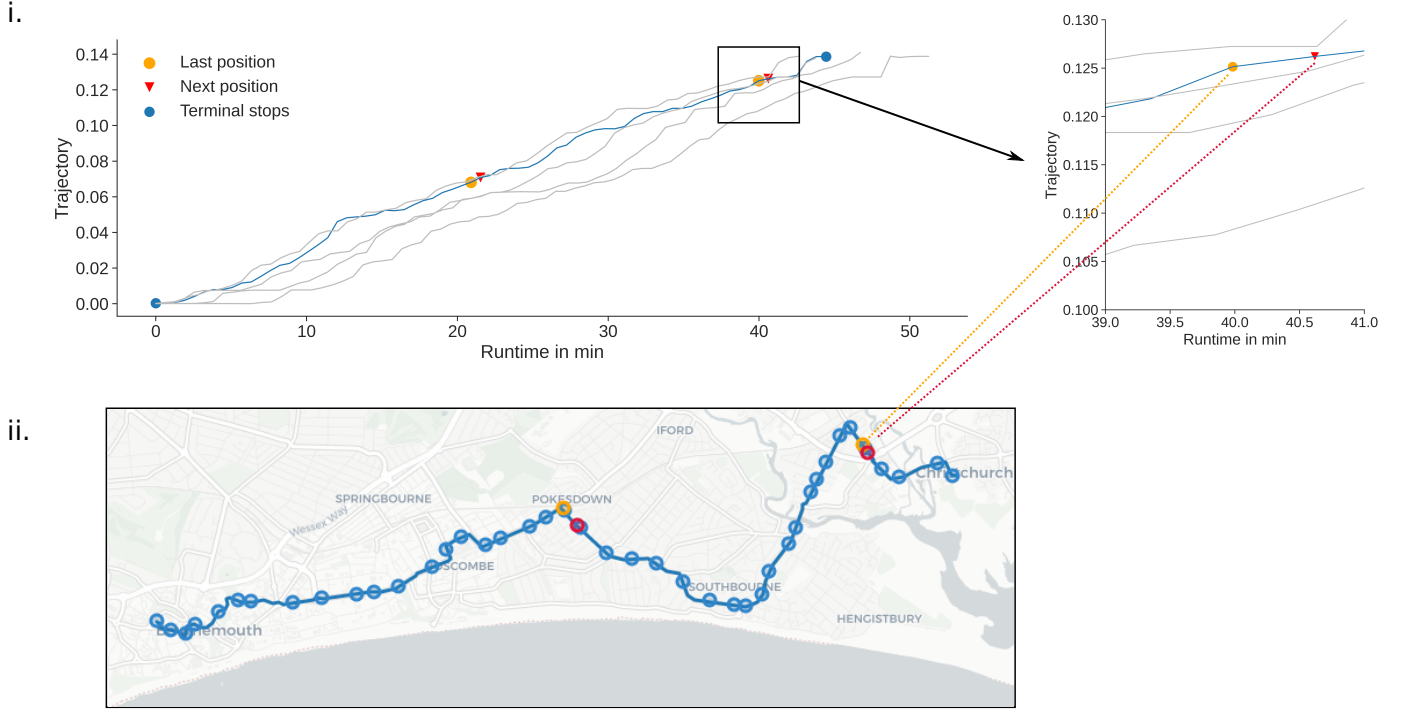 i.
0.14
0.12
0.10
0.08
0.06
0.04
0.02
0.00
Trajectory
Last position
Next position
Terminal stops
0 10 20 30 40 50
Runtime in min
0.130
0.125
0.120
0.115
0.110
0.105
0.100
Trajectory
39.0 39.5 40.0 40.5 41.0
Runtime in min
ii.
IFORD
Christchurch
SPRINGBOURNE
POKESDOWN
Wessex Way
SCOMBE
SOUTHBOURNE
HENGISTBURY